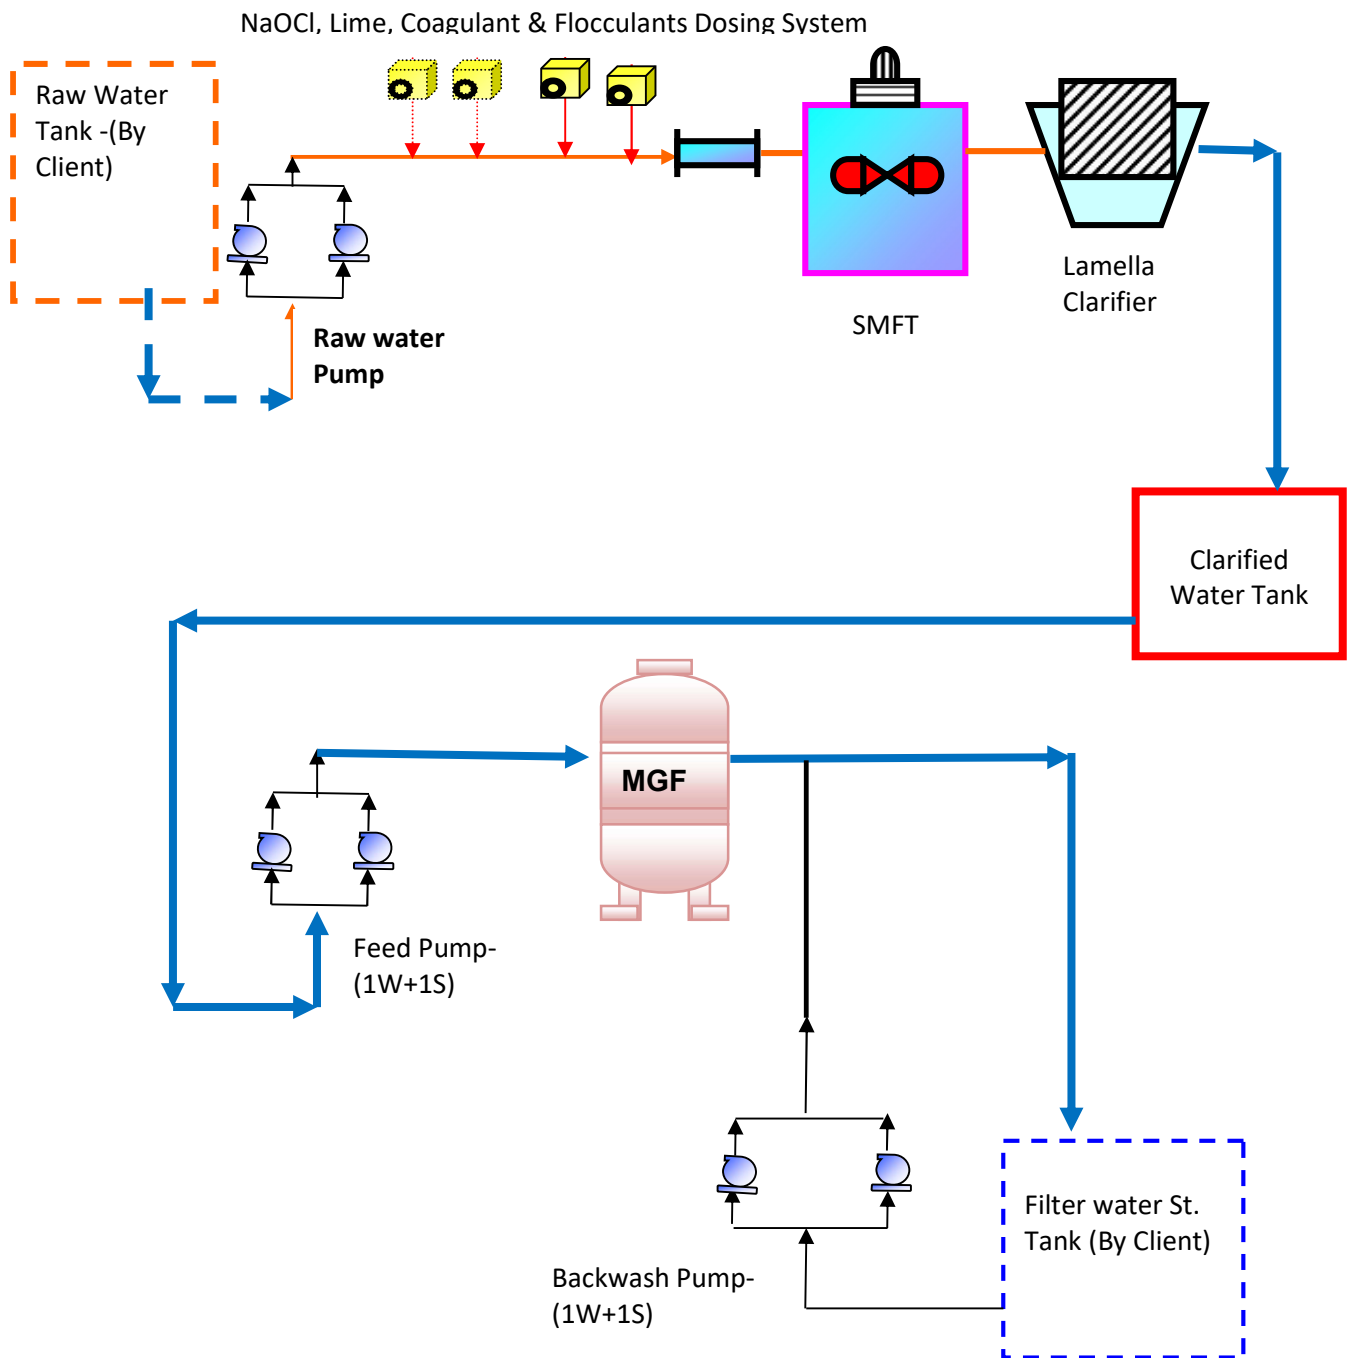 NaOCl, Lime, Coagulant & Flocculants Dosing System
Raw Water
Tank -(By
Client)
Raw water
Pump
SMFT
Lamella
Clarifier
Clarified
Water Tank
MGF
Feed Pump-
(1W+1S)
Filter water St.
Tank (By Client)
Backwash Pump-
(1W+1S)